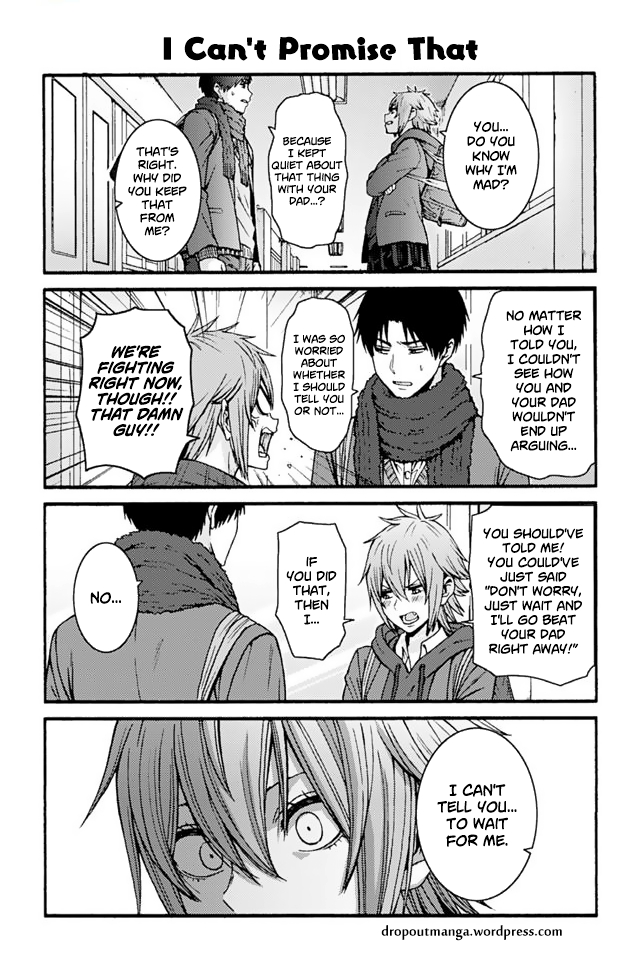 I Can't Promise That
YOU...
DO YOU
KNOW
WHY I'M
MAD?
BECAUSE
I KEPT
QUIET ABOUT
THAT THING
WITH YOUR
DAD...?
THAT'S
RIGHT.
WHY DID
YOU KEEP
THAT
FROM ME?
NO MATTER
HOW I
TOLD YOU,
I COULDN'T
SEE HOW
YOU AND
YOUR DAD
WOULDN'T
END UP
ARGUING...
I WAS SO
WORRIED
ABOUT
WHETHER
I SHOULD
TELL YOU
OR NOT...
WE'RE
FIGHTING
RIGHT NOW,
THOUGH!!
THAT DAMN
GUY!!
YOU SHOULD'VE
TOLD ME!
YOU COULD'VE
JUST SAID
"DON'T WORRY,
JUST WAIT AND
I'LL GO BEAT
YOUR DAD
RIGHT AWAY!"
IF
YOU DID
THAT,
THEN
I...
NO...
I CAN'T
TELL YOU...
TO WAIT
FOR ME.
dropoutmanga.wordpress.com